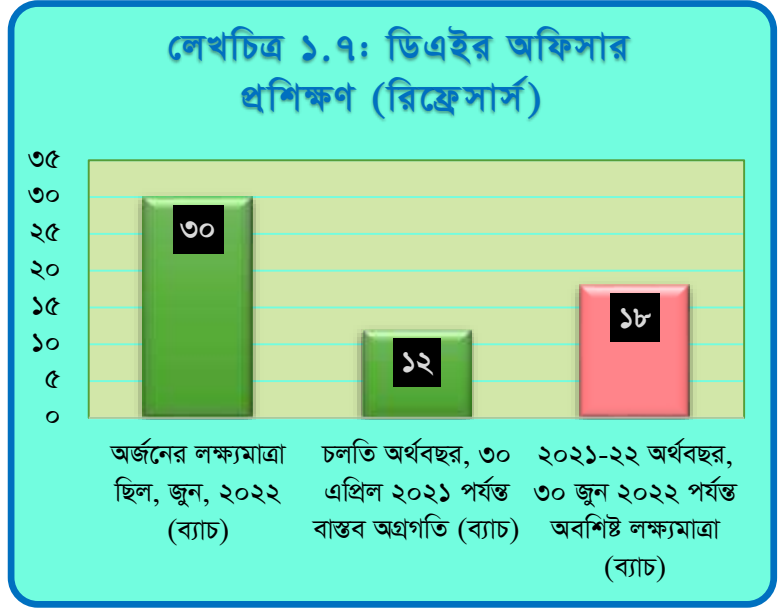 লেখচিত্র ১.৭: ডিএইর অফিসার
প্রশিক্ষণ (রিফ্রেসার্স)
৩৫
৩০
২৫
২০
১৫
১০
৫
০
৩০
১২
১৮
অর্জনের লক্ষ্যমাত্রা
ছিল, জুন, ২০২২
(ব্যাচ)
চলতি অর্থবছর, ৩০
এপ্রিল ২০২১ পর্যন্ত
বাস্তব অগ্রগতি (ব্যাচ)
২০২১-২২ অর্থবছর,
৩০ জুন ২০২২ পর্যন্ত
অবশিষ্ট লক্ষ্যমাত্রা
(ব্যাচ)